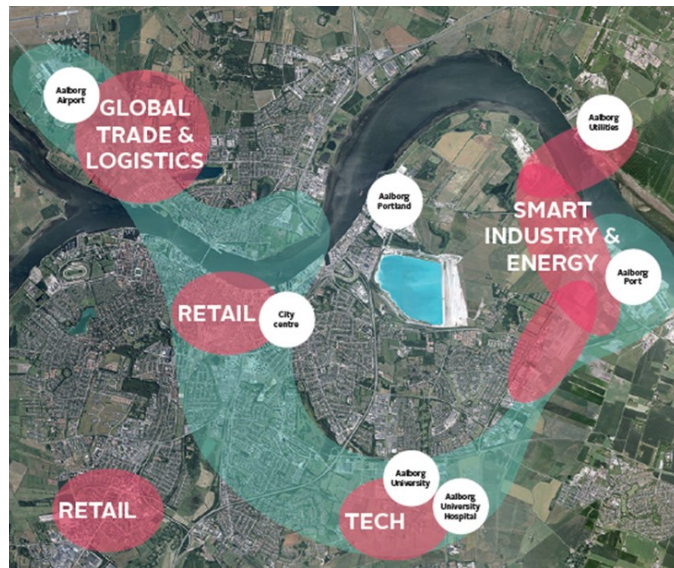 Aalborg
Airport
GLOBAL
TRADE &
LOGISTICS
Aalborg
Utilities
Aalborg
Portland
SMART
INDUSTRY &
ENERGY
Aalborg
Port
RETAIL
City
centre
Aalborg
University
Aalborg
University
Hospital
RETAIL
TECH